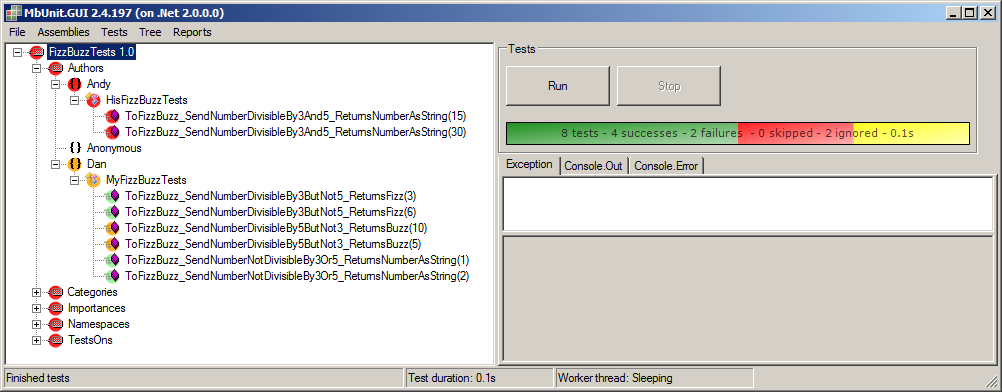 MbUnit.GUI 2.4.197 (on .Net 2.0.0.0)
File Assemblies Tests Tree Reports
FizzBuzzTests 1.0
Authors
Andy
HisFizzBuzzTests
ToFizzBuzz_SendNumberDivisibleBy3And5_ReturnsNumberAsString(15)
ToFizzBuzz_SendNumberDivisibleBy3And5_ReturnsNumberAsString(30)
Anonymous
Dan
MyFizzBuzzTests
ToFizzBuzz_SendNumberDivisibleBy3ButNot5_ReturnsFizz(3)
ToFizzBuzz_SendNumberDivisibleBy3ButNot5_ReturnsFizz(6)
ToFizzBuzz_SendNumberDivisibleBy5ButNot3_ReturnsBuzz(10)
ToFizzBuzz_SendNumberDivisibleBy5ButNot3_ReturnsBuzz(5)
ToFizzBuzz_SendNumberNotDivisibleBy3Or5_ReturnsNumberAsString(1)
ToFizzBuzz_SendNumberNotDivisibleBy3Or5_ReturnsNumberAsString(2)
Categories
Importances
Namespaces
TestsOns
Tests
Run Stop
8 tests - 4 successes - 2 failures - 0 skipped - 2 ignored - 0.1s
Exception Console.Out Console.Error
Finished tests Test duration: 0.1s Worker thread: Sleeping